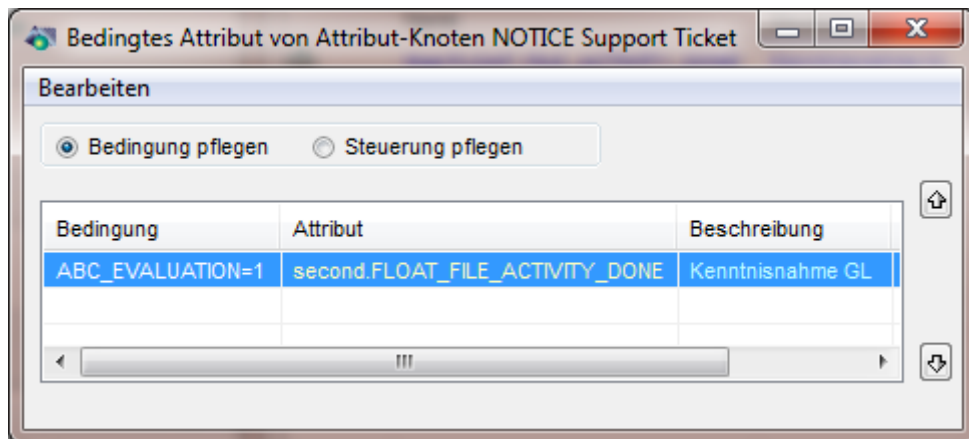 Bedingtes Attribut von Attribut-Knoten NOTICE Support Ticket
Bearbeiten
Bedingung pflegen Steuerung pflegen
Bedingung Attribut Beschreibung
ABC_EVALUATION=1 second.FLOAT_FILE_ACTIVITY_DONE Kenntnisnahme GL